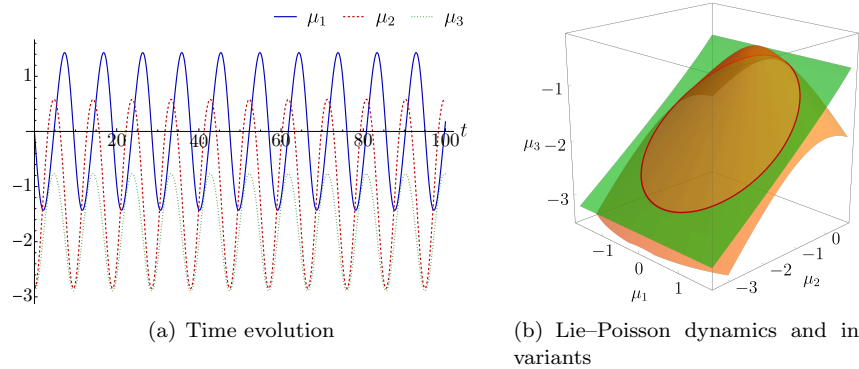 μ₁ μ₂ μ₃
1
20 40 60 80 100 t
−1
−2
−3
−1
μ₃ −2
−3
−1 0 1
μ₁
−3 −2 −1 0
μ₂
(a) Time evolution
(b) Lie–Poisson dynamics and in
variants